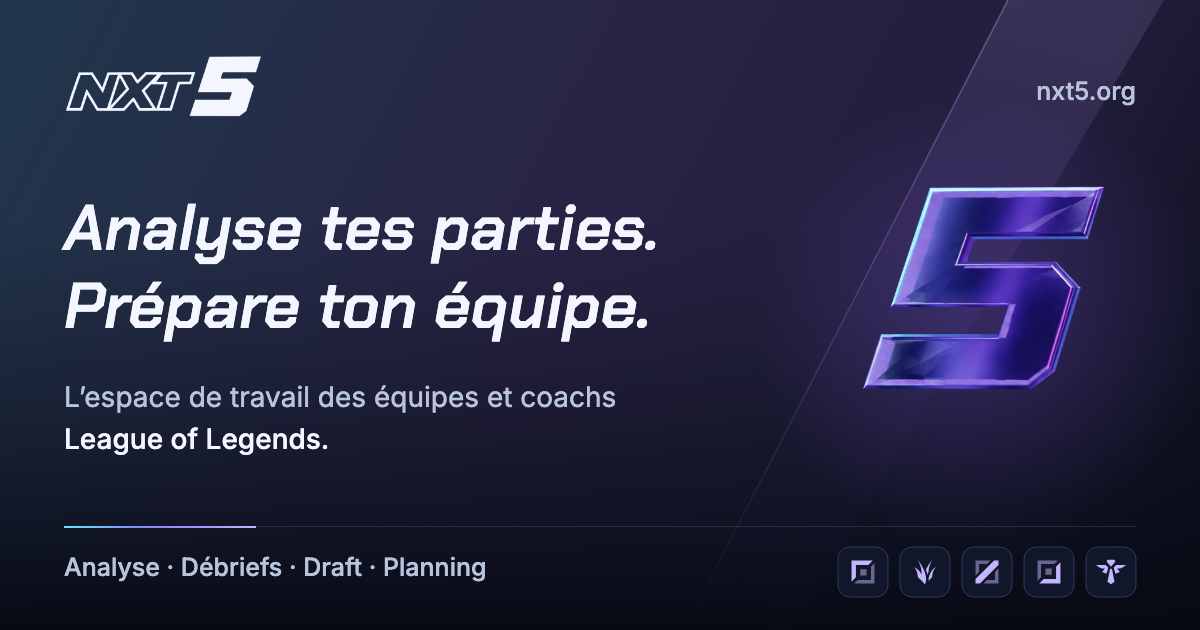 NXT5
nxt5.org
Analyse tes parties.
Prépare ton équipe.
5
L’espace de travail des équipes et coachs
League of Legends.
Analyse · Débriefs · Draft · Planning